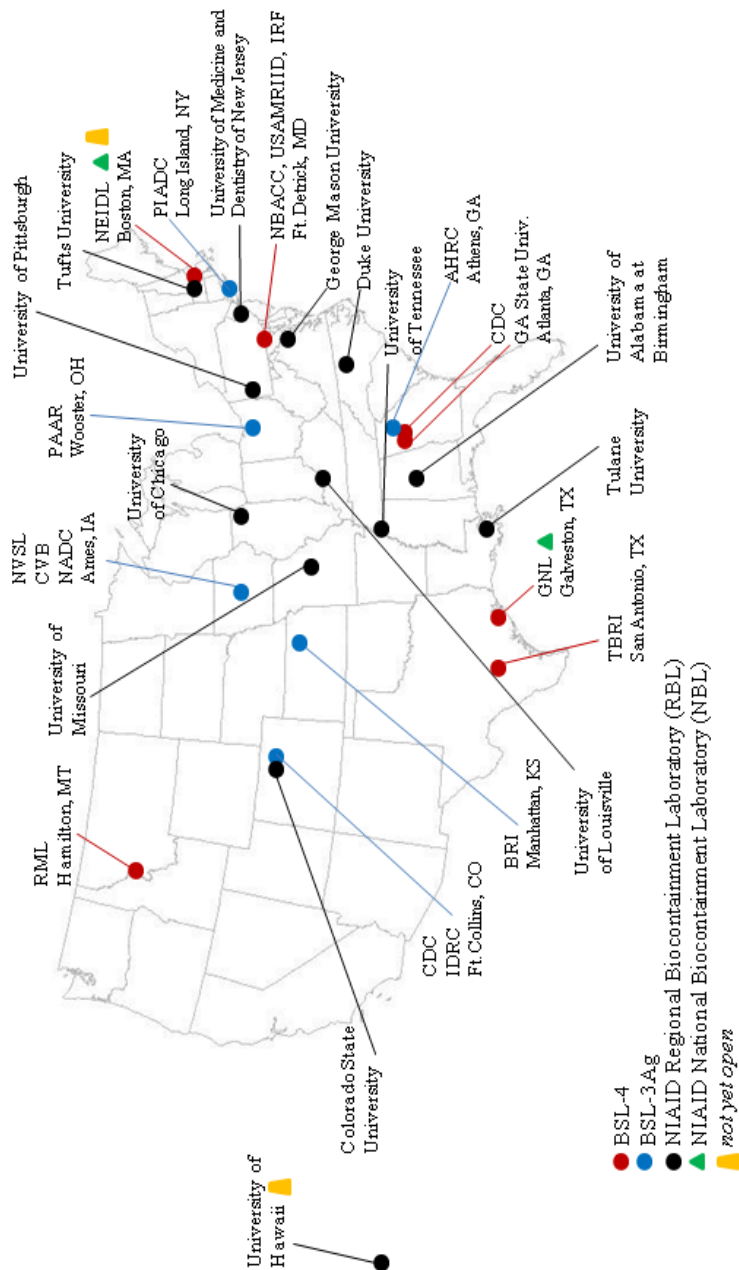 University of
Hawaii
Colorado State
University
RML
Hamilton, MT
CDC
IDRC
Ft. Collins, CO
University of
Missouri
NVSL
CVB
NADC
Ames, IA
BRI
Manhattan, KS
University
of Louisville
University
of Chicago
PAAR
Wooster, OH
University of Pittsburgh
Tufts University
NEIDL
Boston, MA
PIADC
Long Island, NY
University of Medicine and
Dentistry of New Jersey
NBACC, USAMRIID, IRF
Ft. Detrick, MD
George Mason University
Duke University
University
of Tennessee
AHRC
Athens, GA
CDC
GA State Univ.
Atlanta, GA
University of
Alabama at
Birmingham
Tulane
University
GNL
Galveston, TX
TBRI
San Antonio, TX
BSL-4
BSL-3Ag
NIAID Regional Biocontainment Laboratory (RBL)
NIAID National Biocontainment Laboratory (NBL)
not yet open